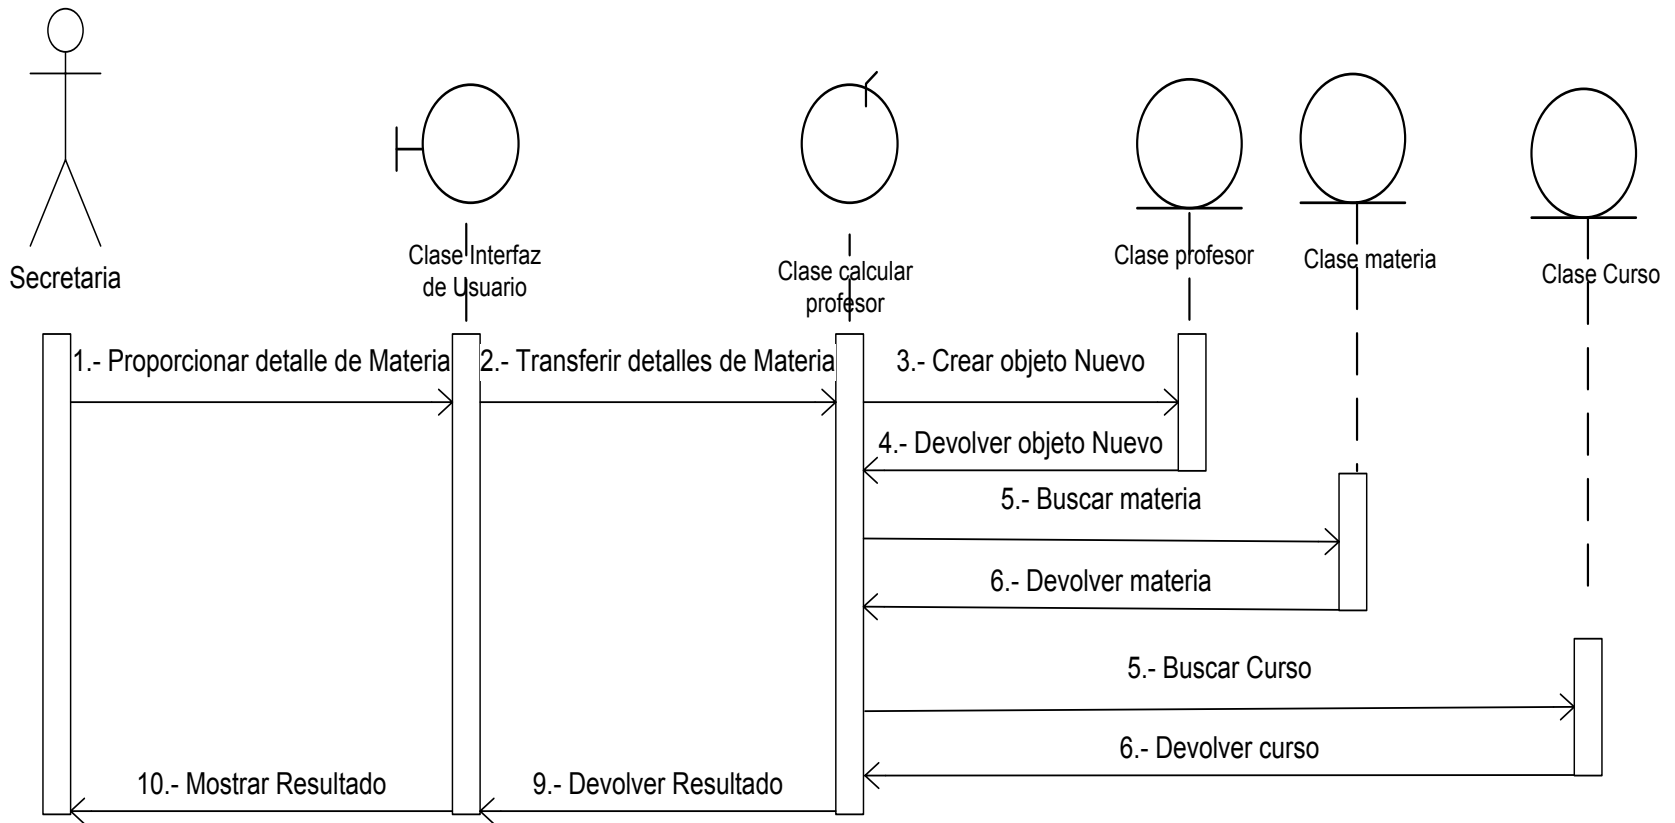 Secretaria
Clase Interfaz
de Usuario
Clase calcular
profesor
Clase profesor
Clase materia
Clase Curso
1.- Proporcionar detalle de Materia
2.- Transferir detalles de Materia
3.- Crear objeto Nuevo
4.- Devolver objeto Nuevo
5.- Buscar materia
6.- Devolver materia
5.- Buscar Curso
6.- Devolver curso
10.- Mostrar Resultado
9.- Devolver Resultado